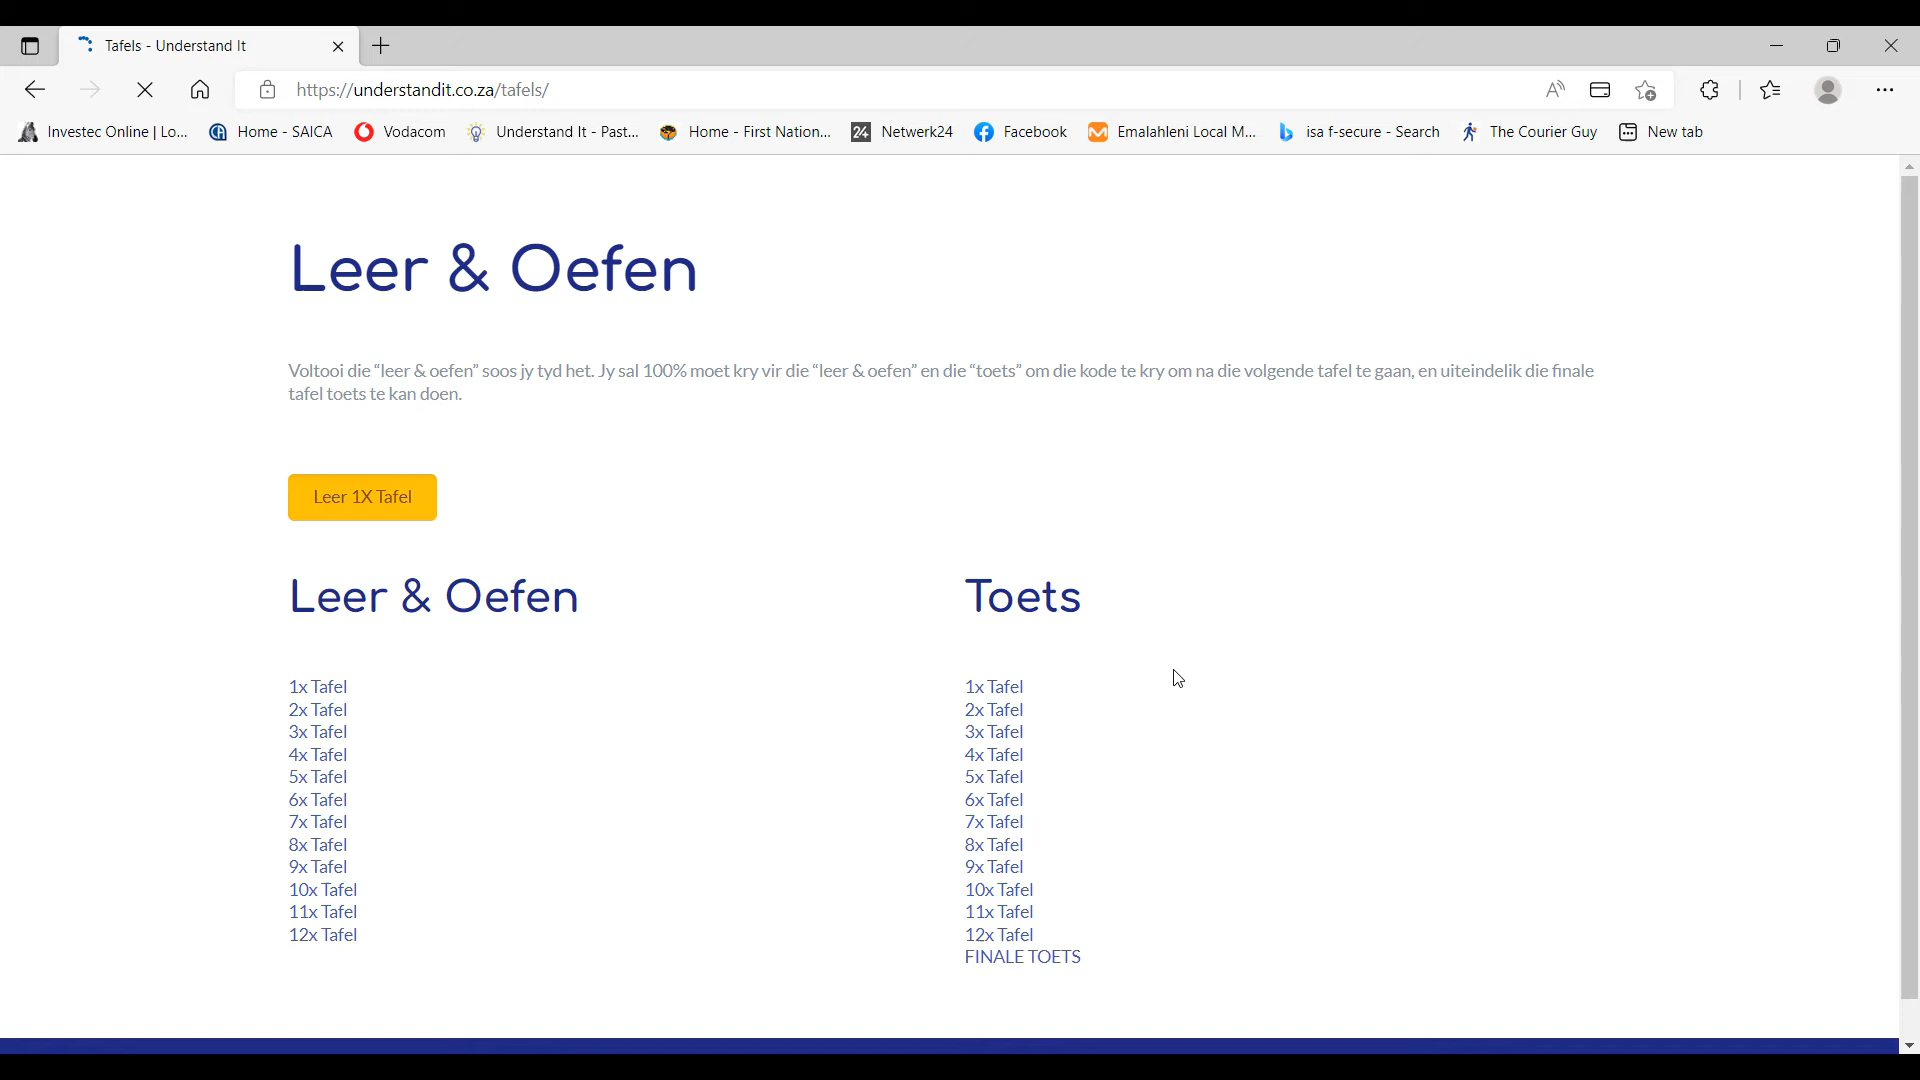 Tafels - Understand It
https://understandit.co.za/tafels/
Investec Online | Lo...
Home - SAICA
Vodacom
Understand It - Past...
Home - First Nation...
24
Netwerk24
Facebook
Emalahleni Local M...
isa f-secure - Search
The Courier Guy
New tab
Leer & Oefen
Voltooi die “leer & oefen” soos jy tyd het. Jy sal 100% moet kry vir die “leer & oefen” en die “toets” om die kode te kry om na die volgende tafel te gaan, en uiteindelik die finale
tafel toets te kan doen.
Leer 1X Tafel
Leer & Oefen
1x Tafel
2x Tafel
3x Tafel
4x Tafel
5x Tafel
6x Tafel
7x Tafel
8x Tafel
9x Tafel
10x Tafel
11x Tafel
12x Tafel
Toets
1x Tafel
2x Tafel
3x Tafel
4x Tafel
5x Tafel
6x Tafel
7x Tafel
8x Tafel
9x Tafel
10x Tafel
11x Tafel
12x Tafel
FINALE TOETS